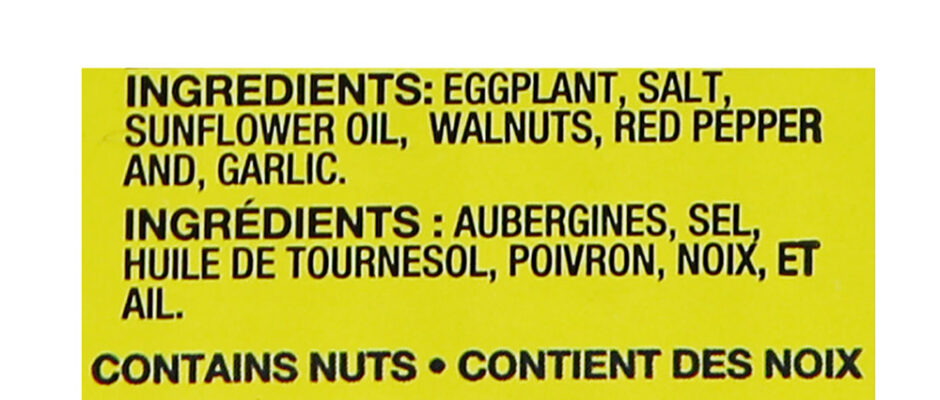 INGREDIENTS: EGGPLANT, SALT,
SUNFLOWER OIL, WALNUTS, RED PEPPER
AND, GARLIC.
INGRÉDIENTS : AUBERGINES, SEL,
HUILE DE TOURNESOL, POIVRON, NOIX, ET
AIL.
CONTAINS NUTS • CONTIENT DES NOIX